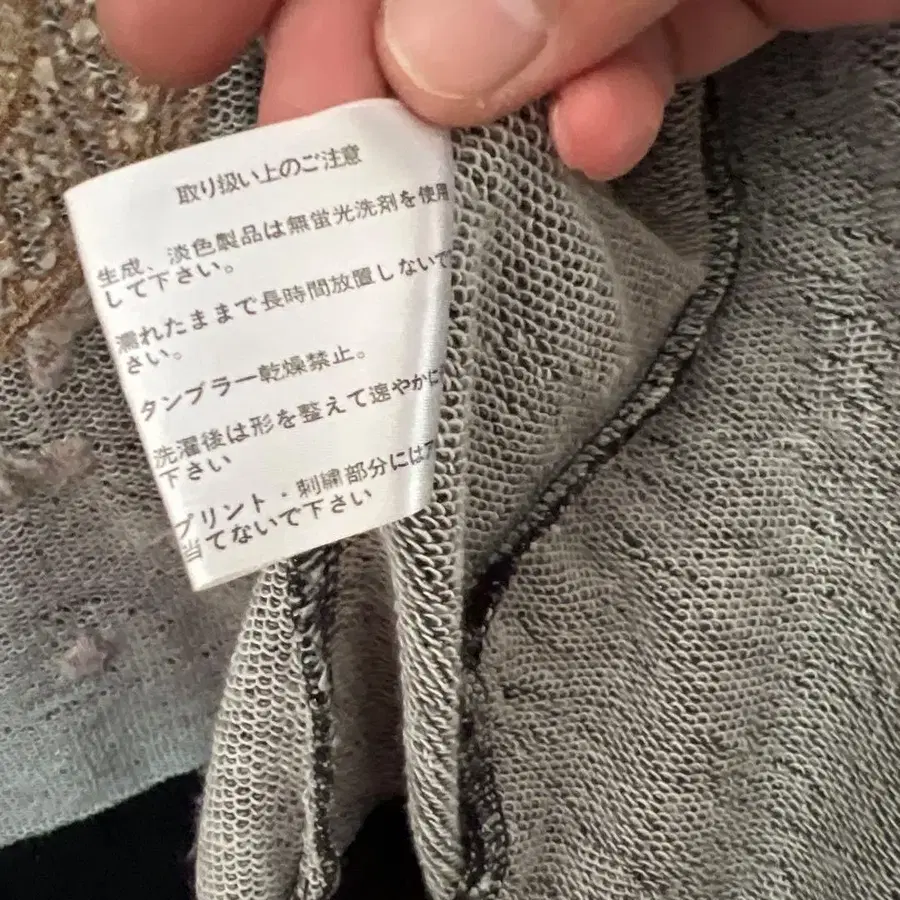 取り扱い上のご注意
生成、淡色製品は無蛍光洗剤を使用
して下さい。
濡れたままで長時間放置しないで
さい。
タンブラー乾燥禁止。
洗濯後は形を整えて速やかに
下さい
プリント・刺繍部分にはア
当てないで下さい